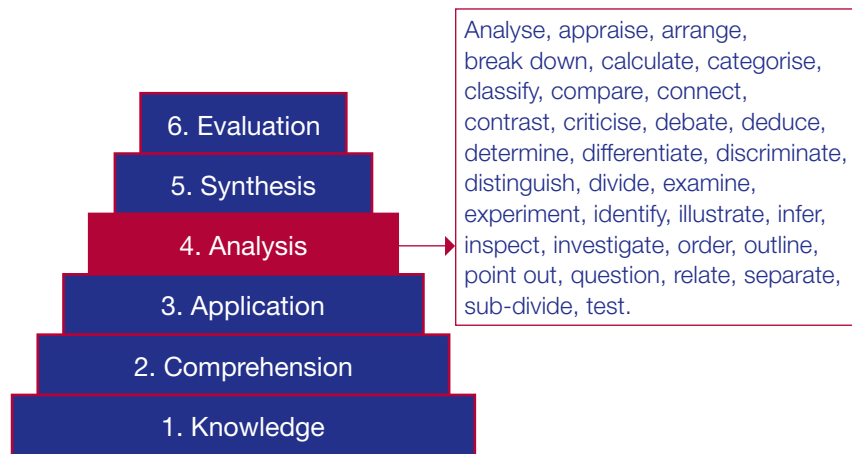 Analyse, appraise, arrange,
break down, calculate, categorise,
classify, compare, connect,
contrast, criticise, debate, deduce,
determine, differentiate, discriminate,
distinguish, divide, examine,
experiment, identify, illustrate, infer,
inspect, investigate, order, outline,
point out, question, relate, separate,
sub-divide, test.
6. Evaluation
5. Synthesis
4. Analysis
3. Application
2. Comprehension
1. Knowledge